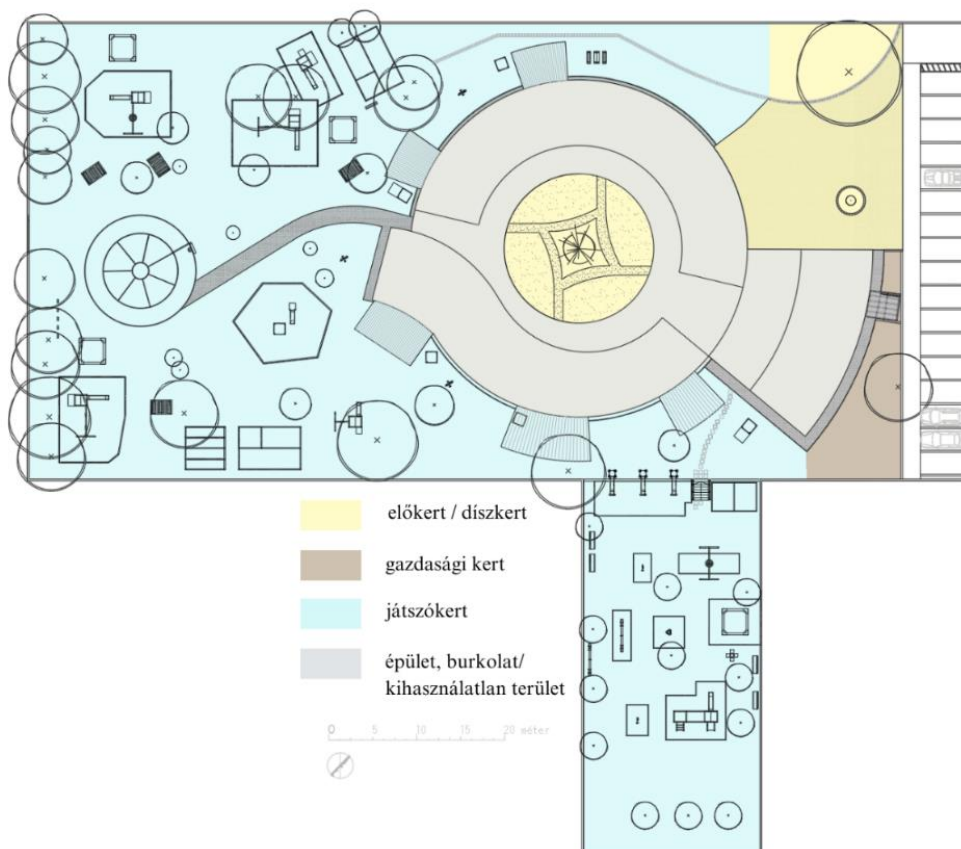 előkert / díszkert
gazdasági kert
játszókert
épület, burkolat/
kihasználatlan terület
0 5 10 15 20 méter